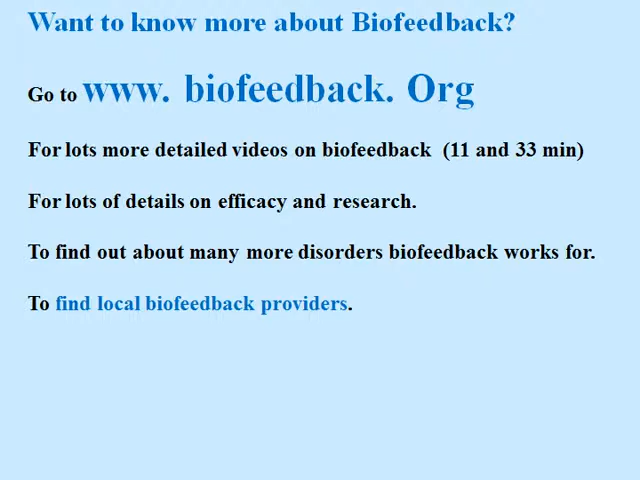 Want to know more about Biofeedback?
Go to www. biofeedback. Org
For lots more detailed videos on biofeedback (11 and 33 min)
For lots of details on efficacy and research.
To find out about many more disorders biofeedback works for.
To find local biofeedback providers.